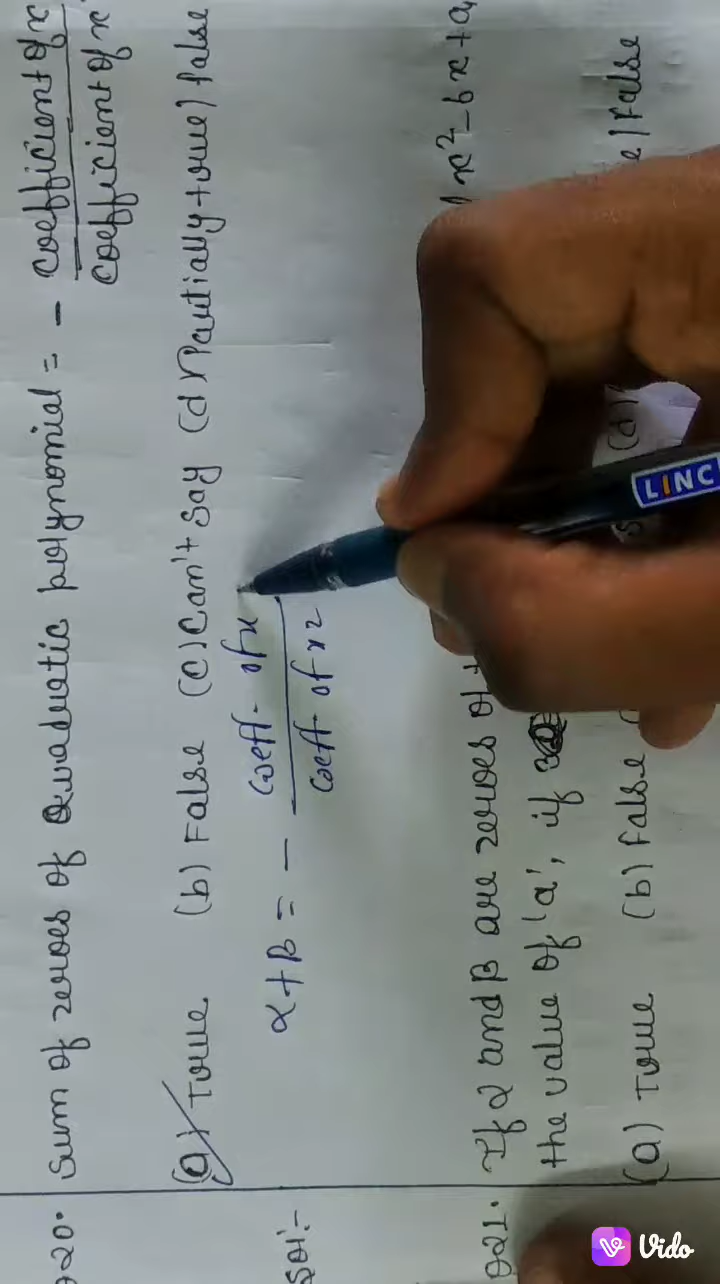 Q20. Sum of zeroes of Quadratic polynomial = - coefficient of x
coefficient of x
(a) True (b) False (c) Can't say (d) Partially true/false
Sol:- α + β = - coeff- of x
coeff- of x2
Q21. If α and β are zeroes of x² - 6x + a,
the value of 'a', if
(a) True (b) False (d) e/False
LINC
Vido